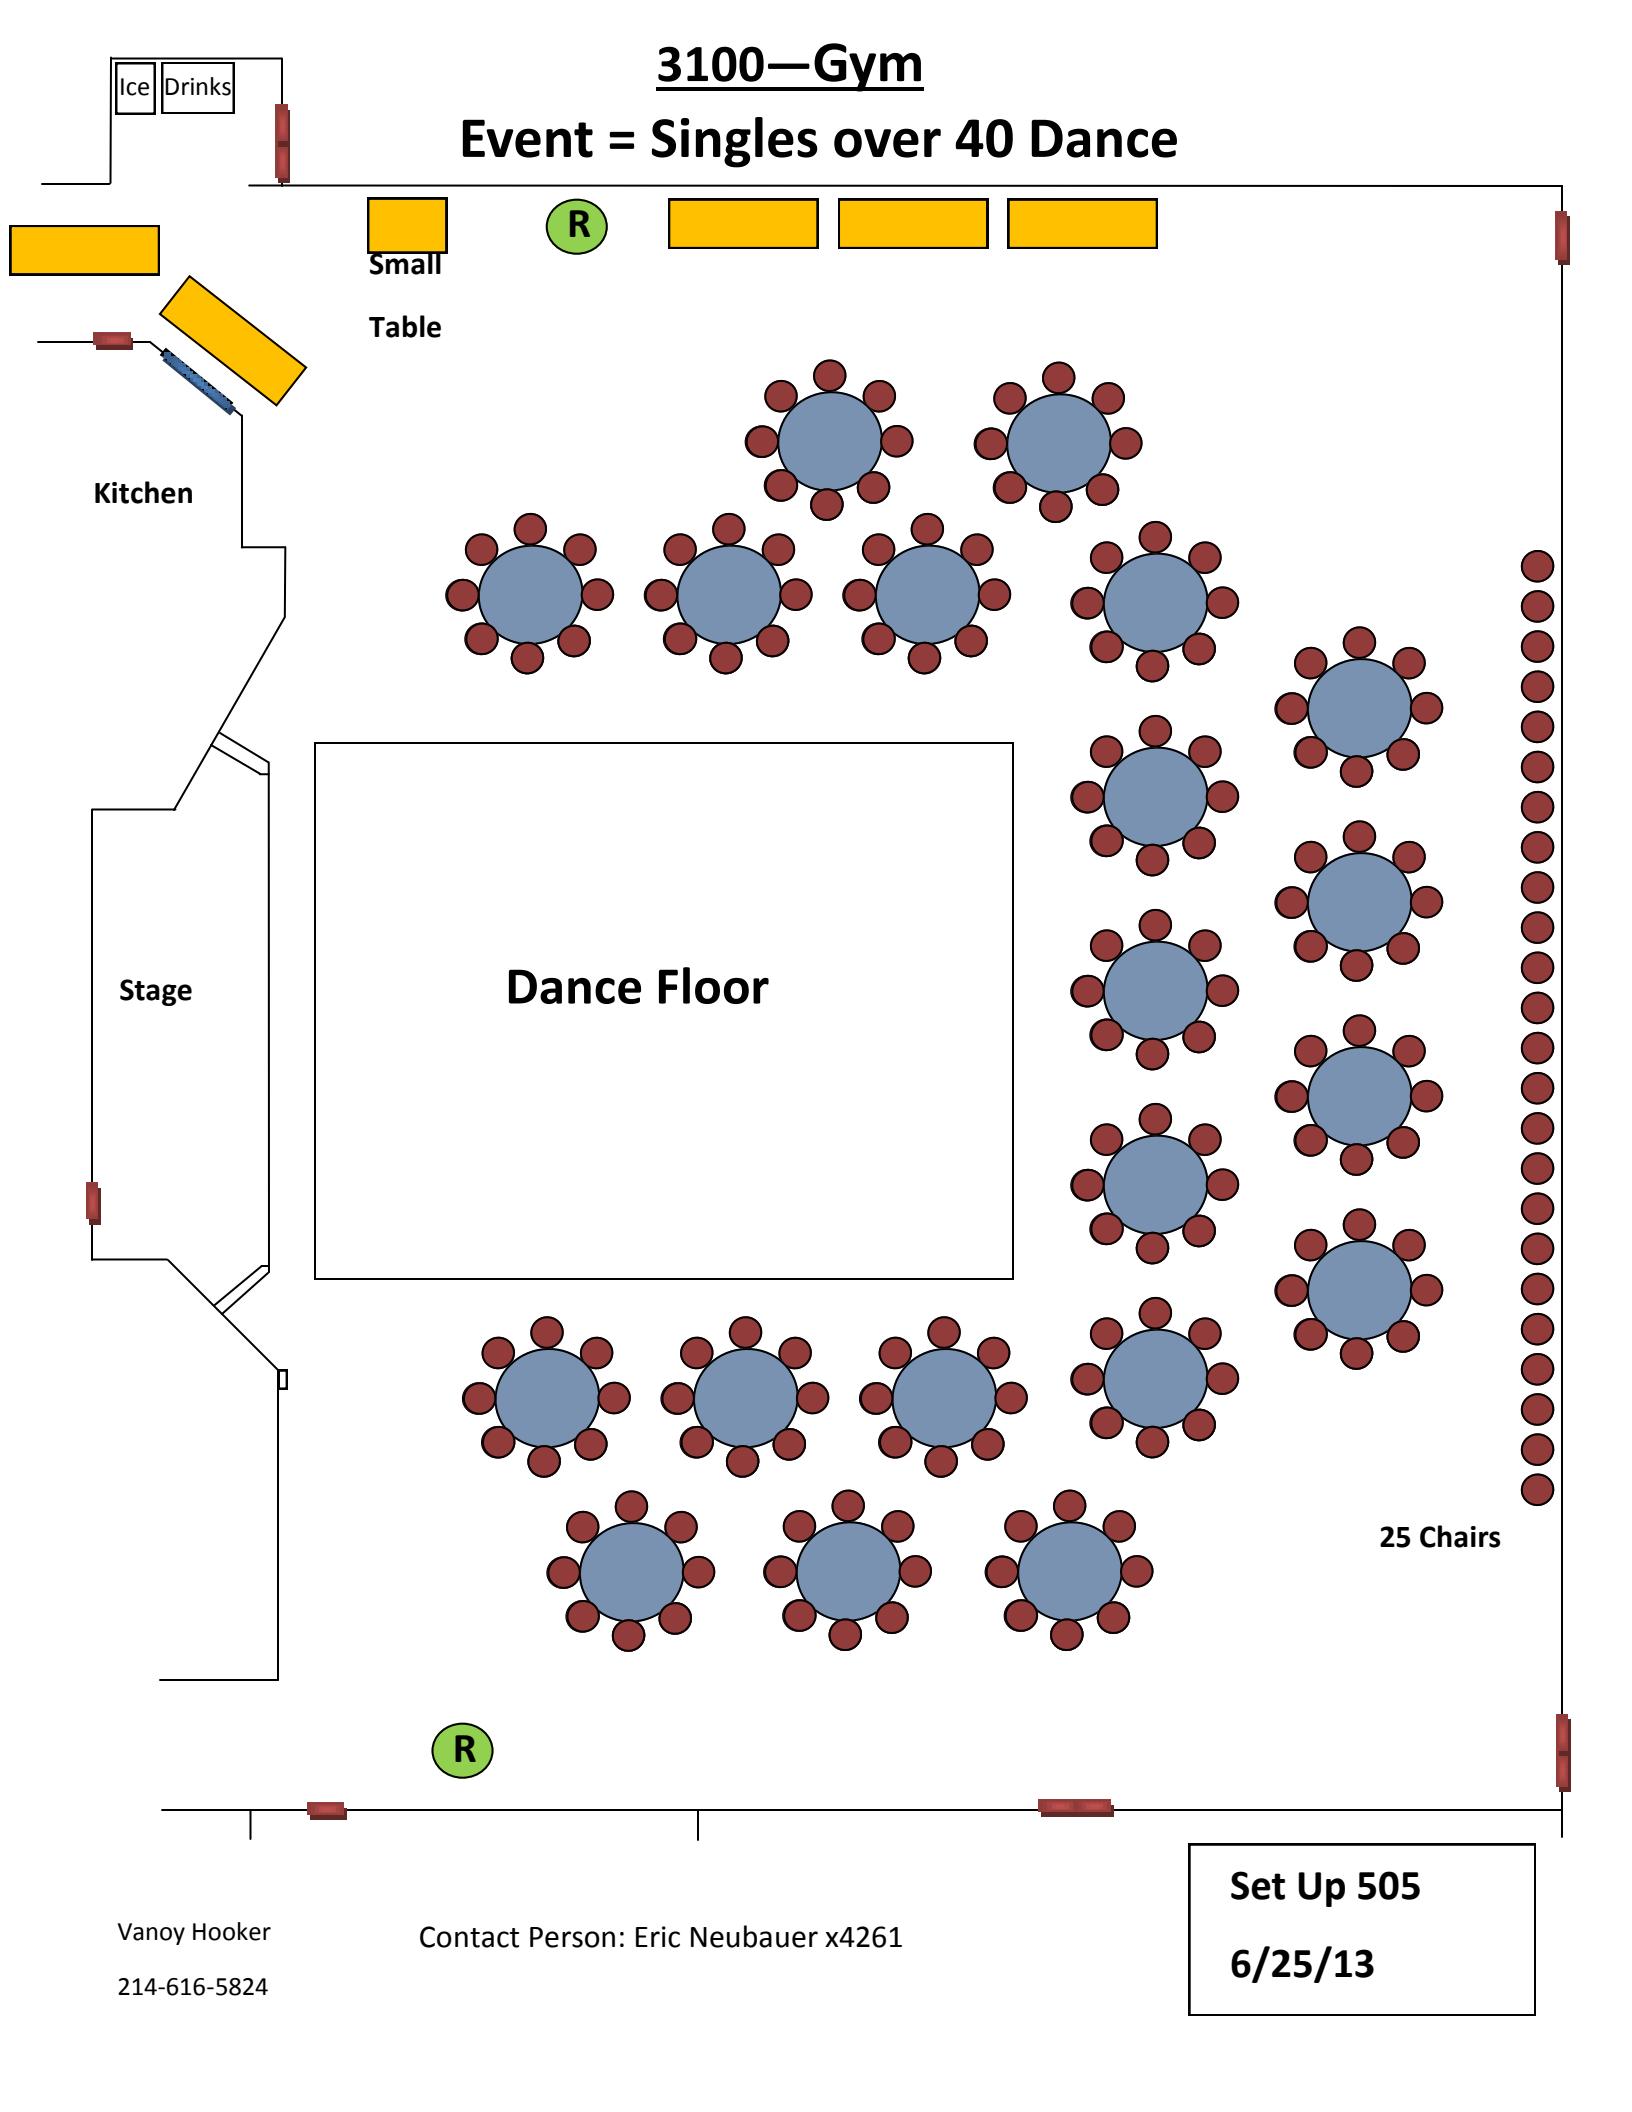 3100—Gym
Event = Singles over 40 Dance
Ice
Drinks
R
Small
Table
Kitchen
Stage
Dance Floor
25 Chairs
R
Vanoy Hooker
214-616-5824
Contact Person: Eric Neubauer x4261
Set Up 505
6/25/13